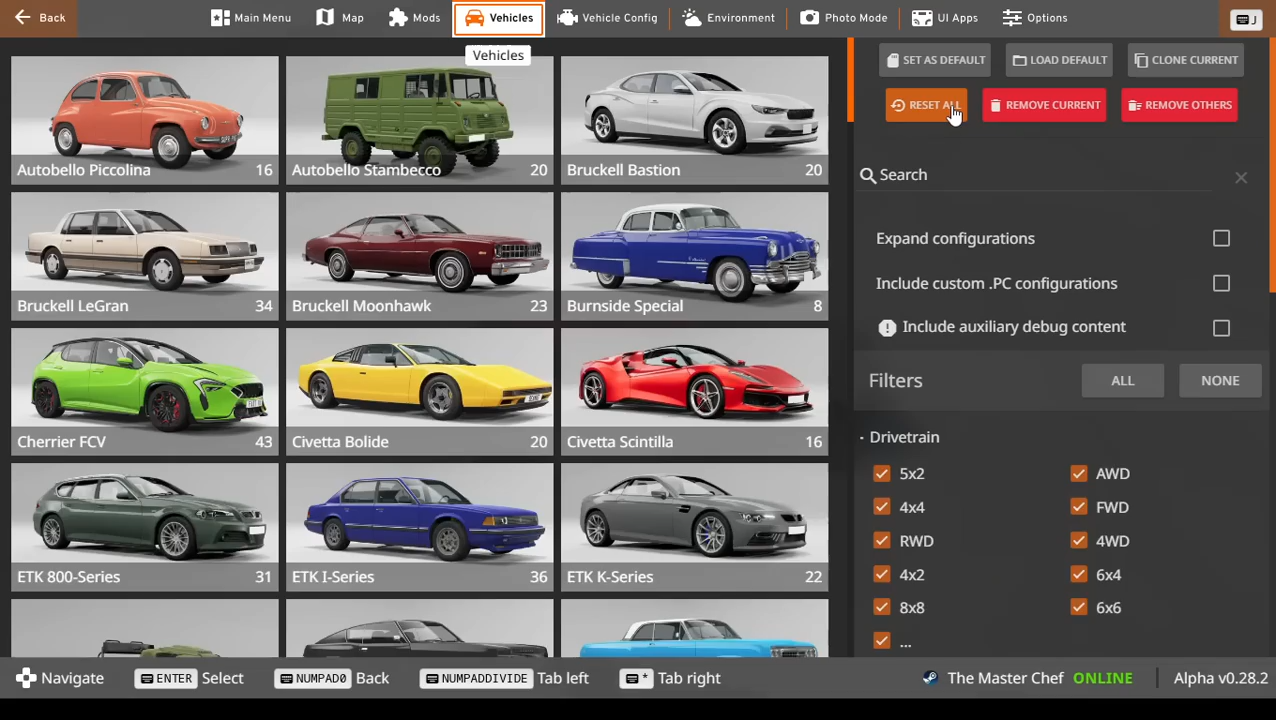 Back
Main Menu
Map
Mods
Vehicles
Vehicle Config
Environment
Photo Mode
UI Apps
Options
J
Vehicles
SET AS DEFAULT
LOAD DEFAULT
CLONE CURRENT
RESET ALL
REMOVE CURRENT
REMOVE OTHERS
Autobello Piccolina 16
Autobello Stambecco 20
Bruckell Bastion 20
Bruckell LeGran 34
Bruckell Moonhawk 23
Burnside Special 8
Cherrier FCV 43
Civetta Bolide 20
Civetta Scintilla 16
ETK 800-Series 31
ETK I-Series 36
ETK K-Series 22
Search
Expand configurations
Include custom .PC configurations
Include auxiliary debug content
Filters
ALL
NONE
- Drivetrain
5x2
AWD
4x4
FWD
RWD
4WD
4x2
6x4
8x8
6x6
...
Navigate
ENTER Select
NUMPAD0 Back
NUMPADDIVIDE Tab left
* Tab right
The Master Chef ONLINE
Alpha v0.28.2